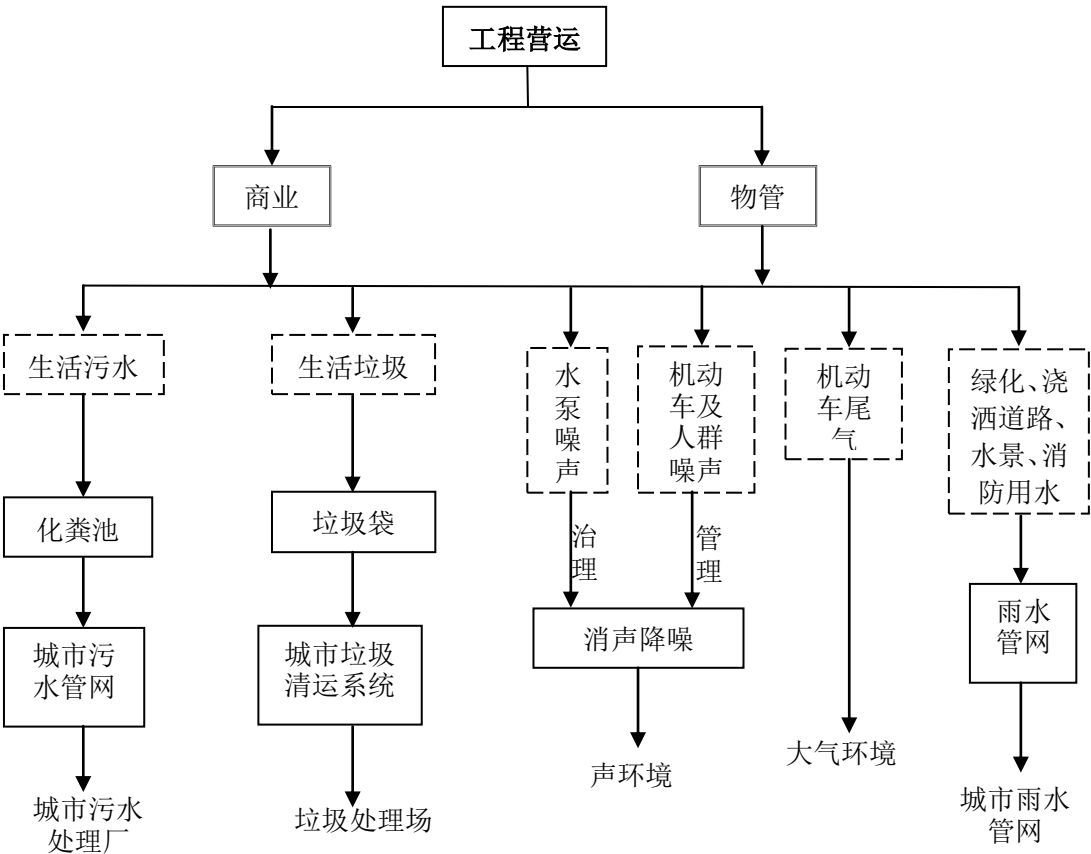 工程营运
商业
物管
生活污水
生活垃圾
水
泵
噪
声
机动
车及
人群
噪声
机动
车尾
气
绿化、浇
洒道路、
水景、消
防用水
化粪池
垃圾袋
治
理
管
理
城市污
水管网
城市垃圾
清运系统
消声降噪
雨水
管网
城市污水
处理厂
垃圾处理场
声环境
大气环境
城市雨水
管网